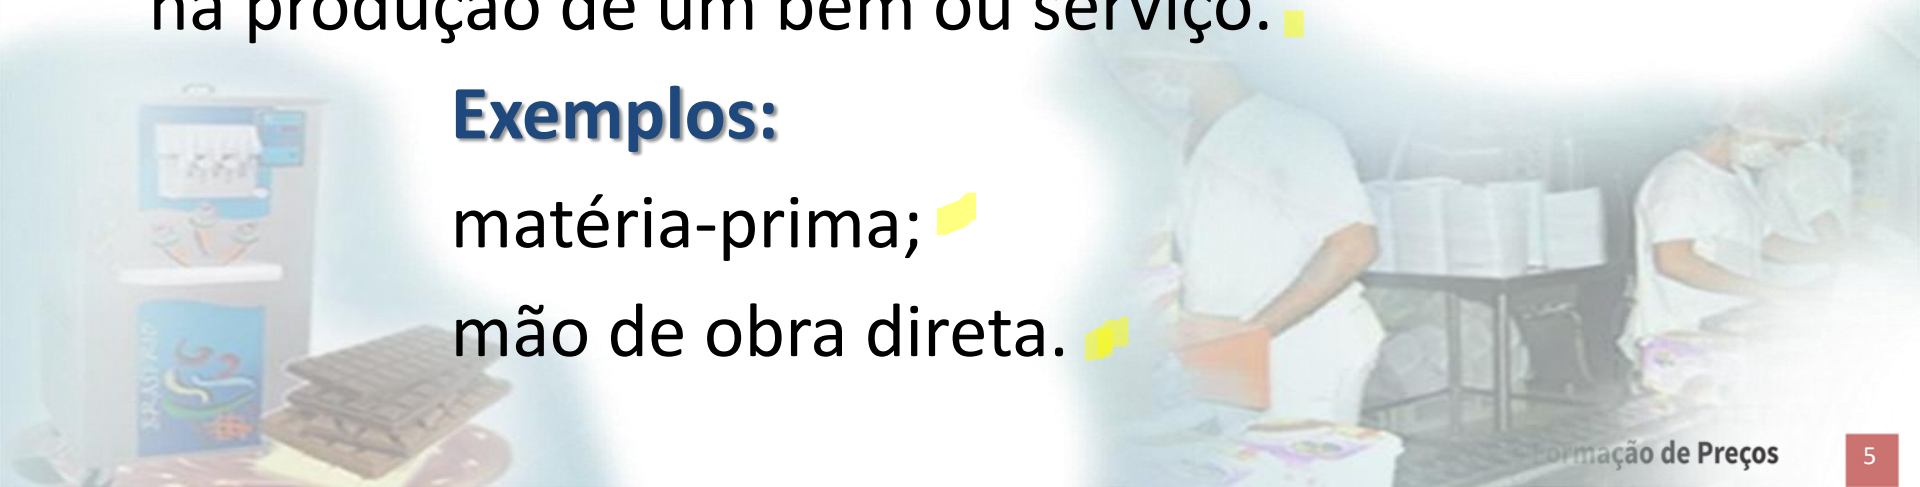 na produção de um bem ou serviço.
Exemplos:
matéria-prima;
mão de obra direta.
Formação de Preços
5